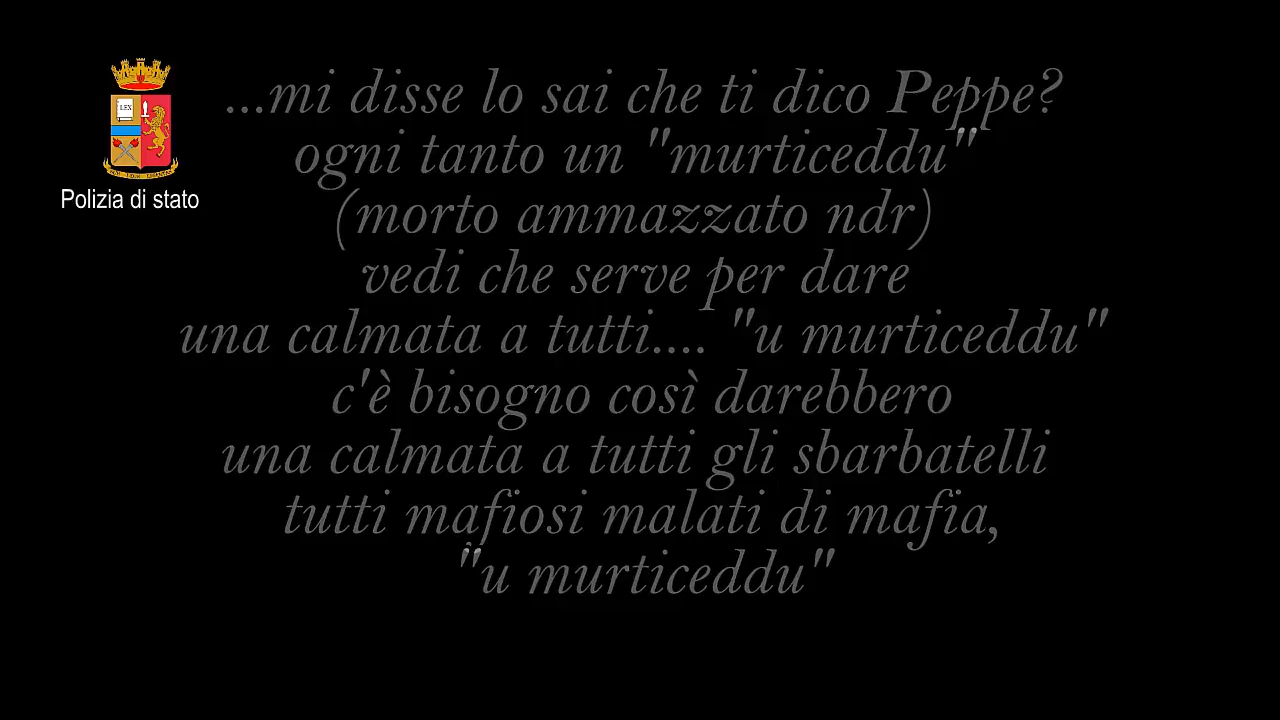 ...mi disse lo sai che ti dico Peppe?
ogni tanto un "murticeddu"
(morto ammazzato ndr)
vedi che serve per dare
una calmata a tutti.... "u murticeddu"
c'è bisogno così darebbero
una calmata a tutti gli sbarbatelli
tutti mafiosi malati di mafia,
"u murticeddu"
LEX
Polizia di stato